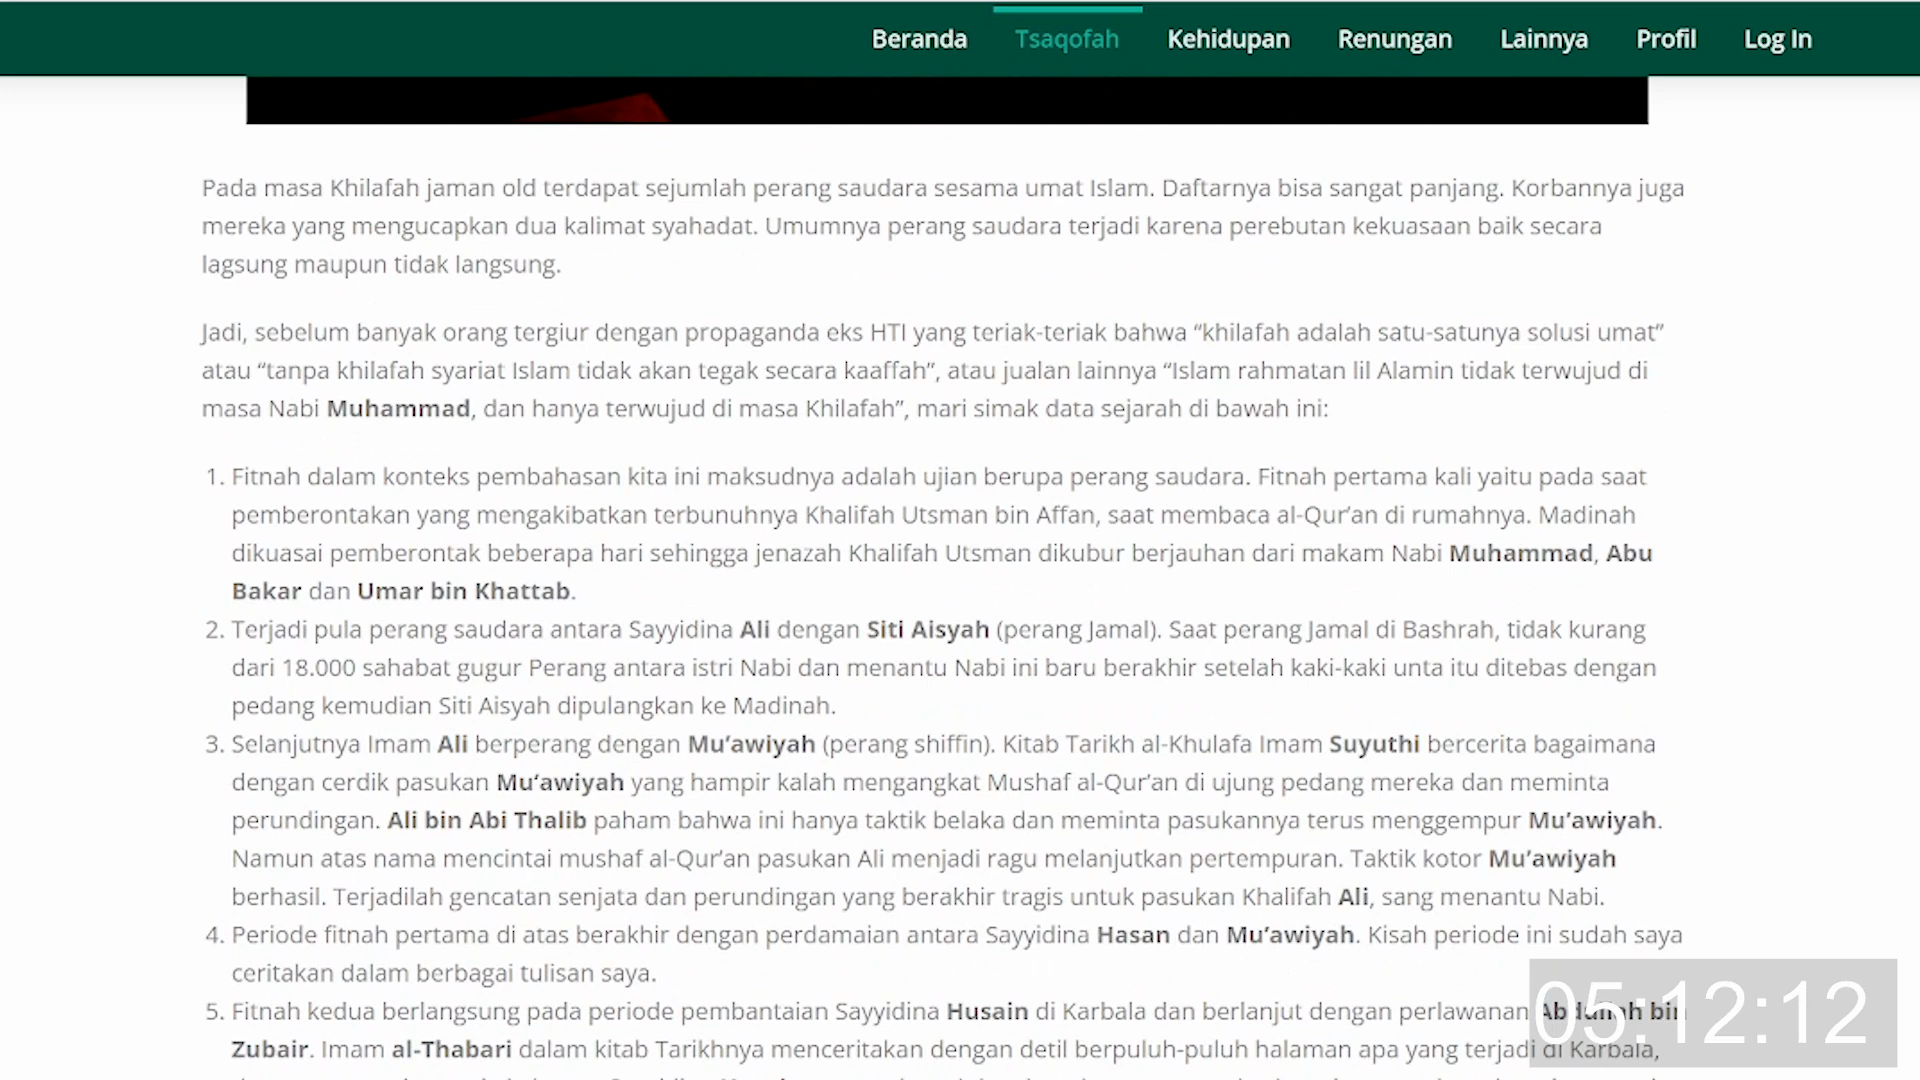 Beranda Tsaqofah Kehidupan Renungan Lainnya Profil Log In
Pada masa Khilafah jaman old terdapat sejumlah perang saudara sesama umat Islam. Daftarnya bisa sangat panjang. Korbannya juga
mereka yang mengucapkan dua kalimat syahadat. Umumnya perang saudara terjadi karena perebutan kekuasaan baik secara
lagsung maupun tidak langsung.
Jadi, sebelum banyak orang tergiur dengan propaganda eks HTI yang teriak-teriak bahwa “khilafah adalah satu-satunya solusi umat”
atau “tanpa khilafah syariat Islam tidak akan tegak secara kaaffah”, atau jualan lainnya “Islam rahmatan lil Alamin tidak terwujud di
masa Nabi Muhammad, dan hanya terwujud di masa Khilafah”, mari simak data sejarah di bawah ini:
1. Fitnah dalam konteks pembahasan kita ini maksudnya adalah ujian berupa perang saudara. Fitnah pertama kali yaitu pada saat
pemberontakan yang mengakibatkan terbunuhnya Khalifah Utsman bin Affan, saat membaca al-Qur’an di rumahnya. Madinah
dikuasai pemberontak beberapa hari sehingga jenazah Khalifah Utsman dikubur berjauhan dari makam Nabi Muhammad, Abu
Bakar dan Umar bin Khattab.
2. Terjadi pula perang saudara antara Sayyidina Ali dengan Siti Aisyah (perang Jamal). Saat perang Jamal di Bashrah, tidak kurang
dari 18.000 sahabat gugur Perang antara istri Nabi dan menantu Nabi ini baru berakhir setelah kaki-kaki unta itu ditebas dengan
pedang kemudian Siti Aisyah dipulangkan ke Madinah.
3. Selanjutnya Imam Ali berperang dengan Mu’awiyah (perang shiffin). Kitab Tarikh al-Khulafa Imam Suyuthi bercerita bagaimana
dengan cerdik pasukan Mu’awiyah yang hampir kalah mengangkat Mushaf al-Qur’an di ujung pedang mereka dan meminta
perundingan. Ali bin Abi Thalib paham bahwa ini hanya taktik belaka dan meminta pasukannya terus menggempur Mu’awiyah.
Namun atas nama mencintai mushaf al-Qur’an pasukan Ali menjadi ragu melanjutkan pertempuran. Taktik kotor Mu’awiyah
berhasil. Terjadilah gencatan senjata dan perundingan yang berakhir tragis untuk pasukan Khalifah Ali, sang menantu Nabi.
4. Periode fitnah pertama di atas berakhir dengan perdamaian antara Sayyidina Hasan dan Mu’awiyah. Kisah periode ini sudah saya
ceritakan dalam berbagai tulisan saya.
5. Fitnah kedua berlangsung pada periode pembantaian Sayyidina Husain di Karbala dan berlanjut dengan perlawanan Abdullah bin
Zubair. Imam al-Thabari dalam kitab Tarikhnya menceritakan dengan detil berpuluh-puluh halaman apa yang terjadi di Karbala,
05:12:12